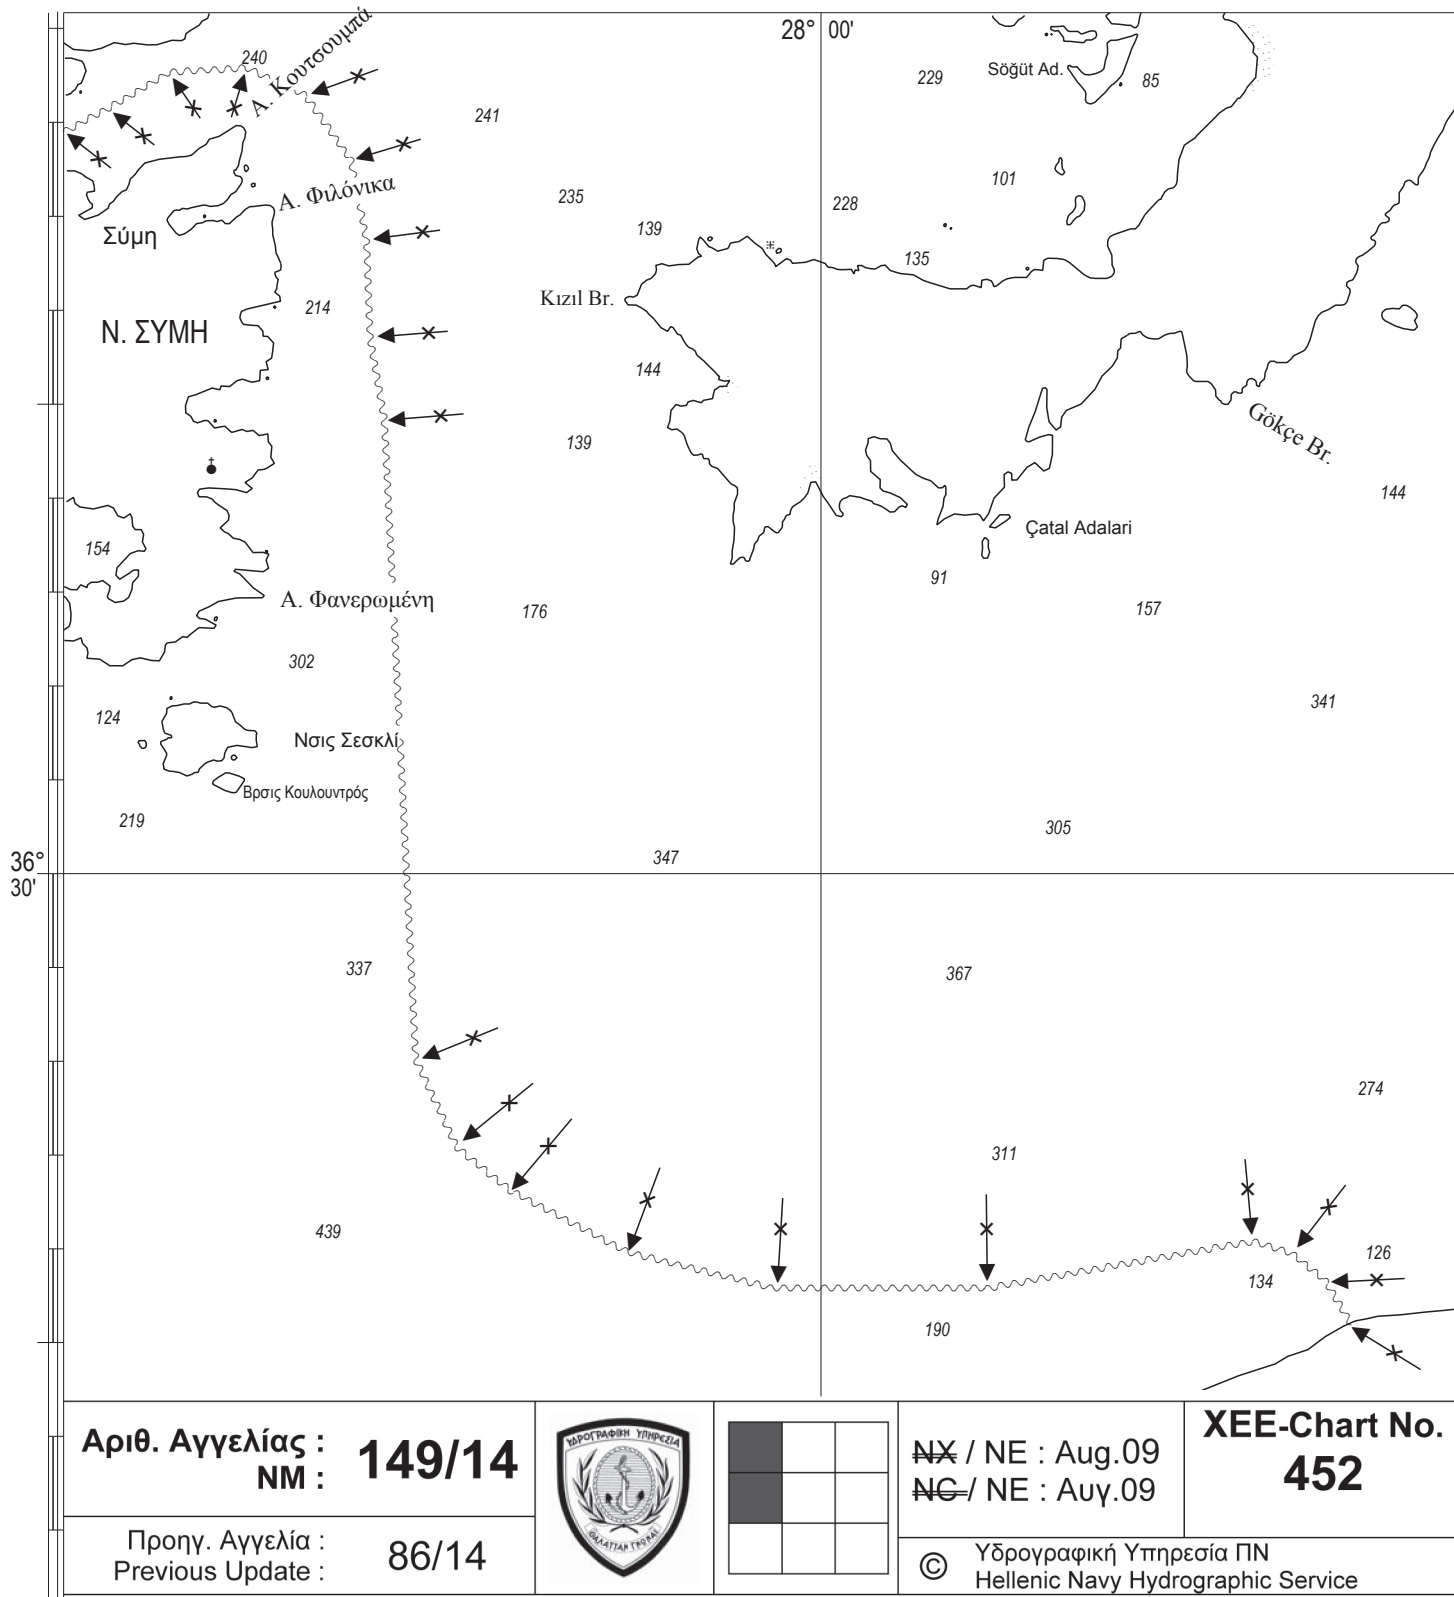 28° 00'
Α. Κουτσουμπά
240
229
Söğüt Ad.
85
241
101
Α. Φιλόνικα
235
228
Σύμη
139
135
Kızıl Br.
214
Ν. ΣΥΜΗ
144
Gökçe Br.
139
144
Çatal Adalari
154
91
Α. Φανερωμένη
176
157
302
341
124
Νσις Σεσκλί
Βρσις Κουλουντρός
219
305
36°
30'
347
337
367
274
311
439
126
134
190
Αριθ. Αγγελίας :
NM :
149/14
Προηγ. Αγγελία :
Previous Update :
86/14
ΥΔΡΟΓΡΑΦΙΚΗ ΥΠΗΡΕΣΙΑ
NX / NE : Aug.09
NC / NE : Αυγ.09
XEE-Chart No.
452
© Υδρογραφική Υπηρεσία ΠΝ
Hellenic Navy Hydrographic Service